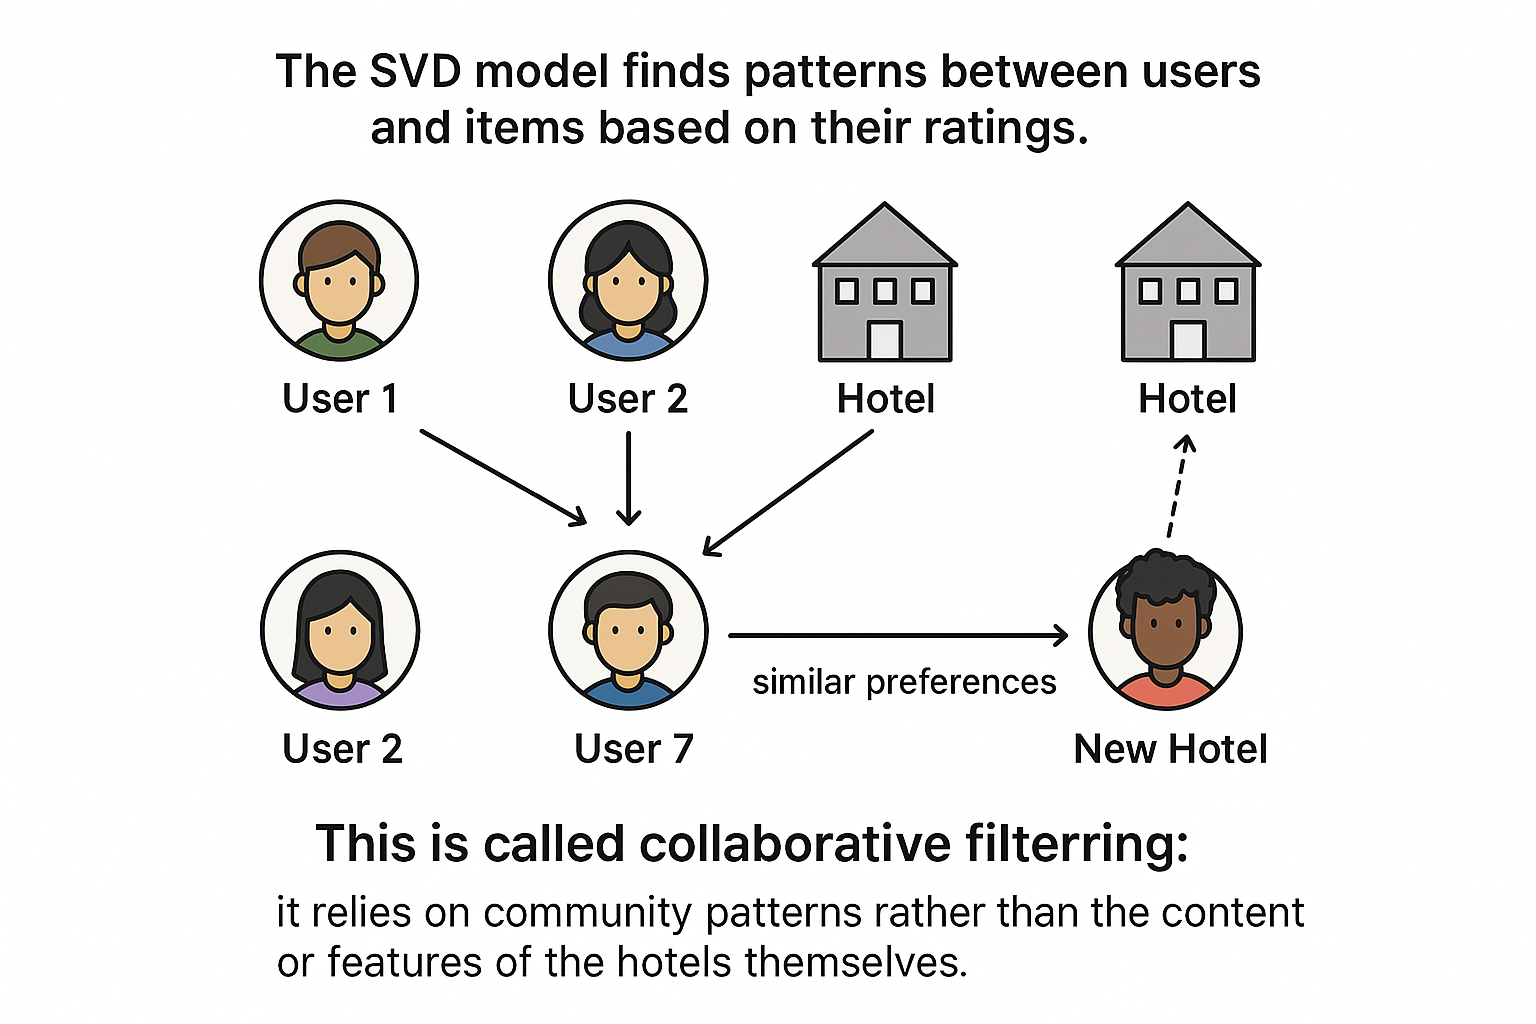 The SVD model finds patterns between users
and items based on their ratings.
User 1
User 2
Hotel
Hotel
similar preferences
User 2
User 7
New Hotel
This is called collaborative filterring:
it relies on community patterns rather than the content
or features of the hotels themselves.